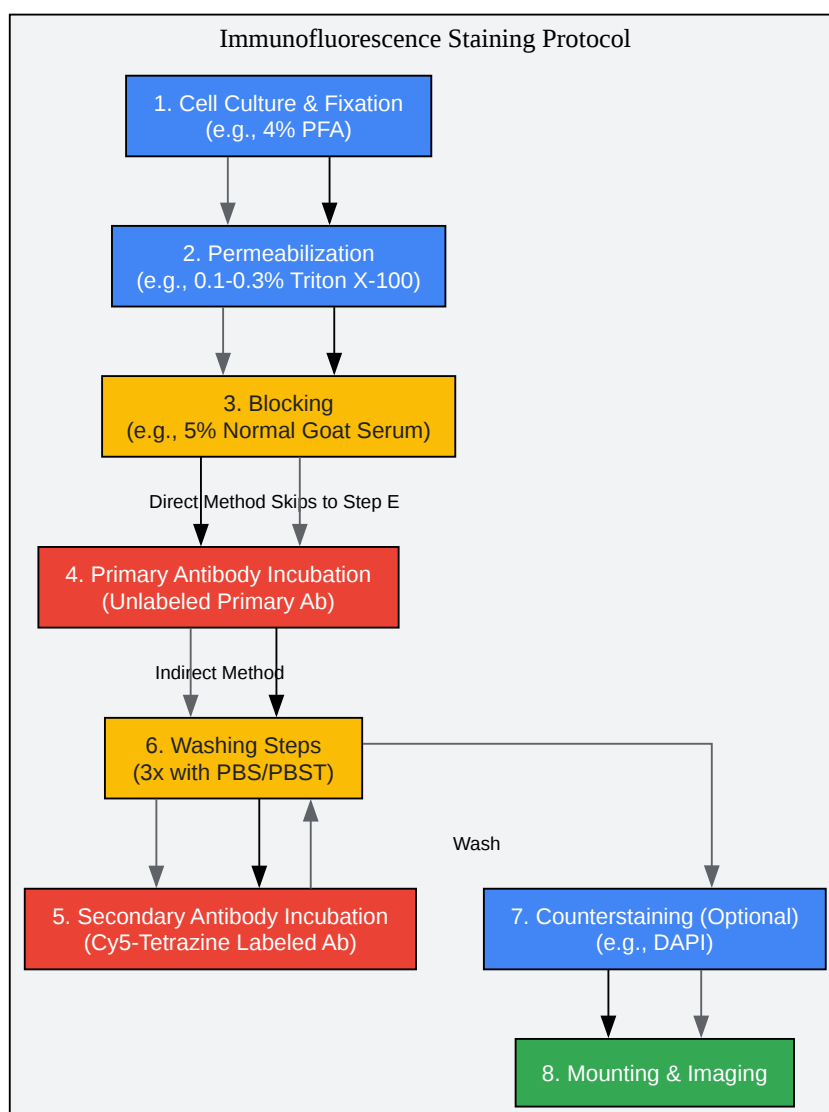 Immunofluorescence Staining Protocol
1. Cell Culture & Fixation
(e.g., 4% PFA)
2. Permeabilization
(e.g., 0.1-0.3% Triton X-100)
3. Blocking
(e.g., 5% Normal Goat Serum)
Direct Method Skips to Step E
4. Primary Antibody Incubation
(Unlabeled Primary Ab)
Indirect Method
6. Washing Steps
(3x with PBS/PBST)
Wash
5. Secondary Antibody Incubation
(Cy5-Tetrazine Labeled Ab)
7. Counterstaining (Optional)
(e.g., DAPI)
8. Mounting & Imaging